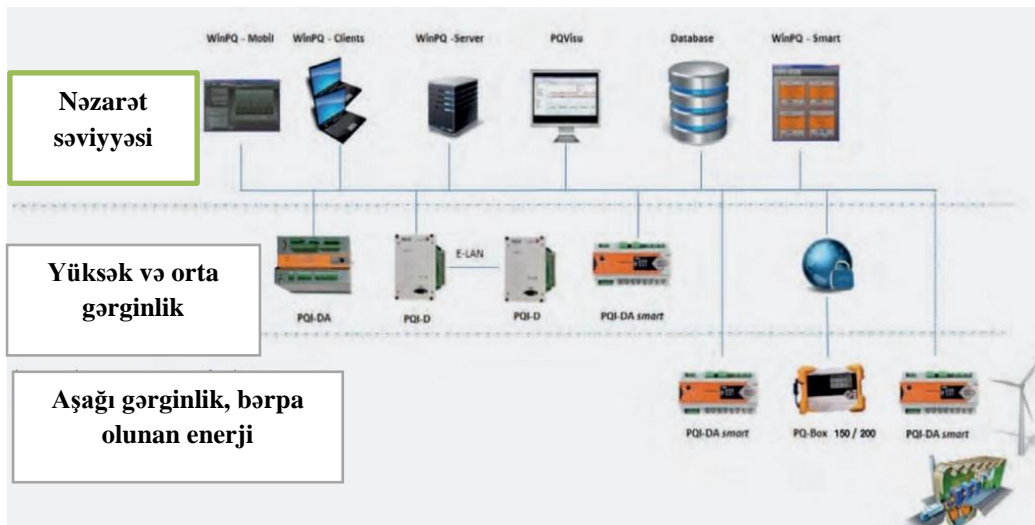 WinPQ - Mobil
WinPQ - Clients
WinPQ -Server
PQVisu
Database
WinPQ - Smart
Nəzarət
səviyyəsi
Yüksək və orta
gərginlik
E-LAN
PQI-DA
PQI-D
PQI-D
PQI-DA smart
Aşağı gərginlik, bərpa
olunan enerji
PQI-DA smart
PQ-Box 150 / 200
PQI-DA smart